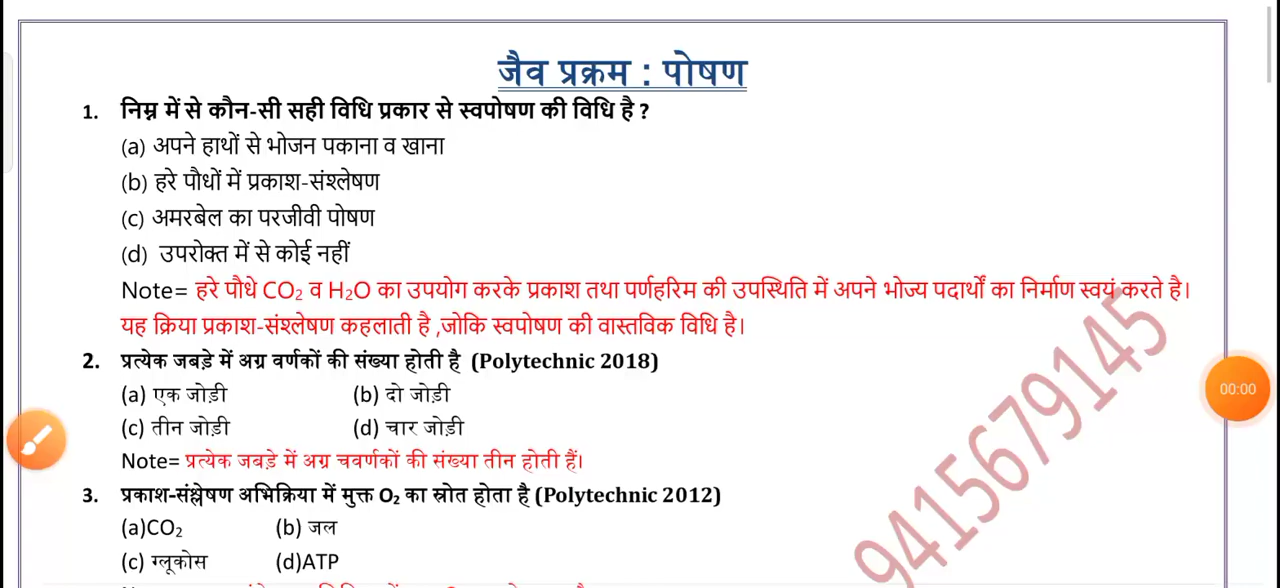 जैव प्रक्रम : पोषण
1. निम्न में से कौन-सी सही विधि प्रकार से स्वपोषण की विधि है ?
(a) अपने हाथों से भोजन पकाना व खाना
(b) हरे पौधों में प्रकाश-संश्लेषण
(c) अमरबेल का परजीवी पोषण
(d) उपरोक्त में से कोई नहीं
Note= हरे पौधे CO₂ व H₂O का उपयोग करके प्रकाश तथा पर्णहरिम की उपस्थिति में अपने भोज्य पदार्थों का निर्माण स्वयं करते है।
यह क्रिया प्रकाश-संश्लेषण कहलाती है ,जोकि स्वपोषण की वास्तविक विधि है।
2. प्रत्येक जबड़े में अग्र वर्णकों की संख्या होती है (Polytechnic 2018)
(a) एक जोड़ी (b) दो जोड़ी
(c) तीन जोड़ी (d) चार जोड़ी
Note= प्रत्येक जबड़े में अग्र चवर्णकों की संख्या तीन होती हैं।
3. प्रकाश-संश्लेषण अभिक्रिया में मुक्त O₂ का स्रोत होता है (Polytechnic 2012)
(a)CO₂ (b) जल
(c) ग्लूकोस (d)ATP
9415679145
00:00